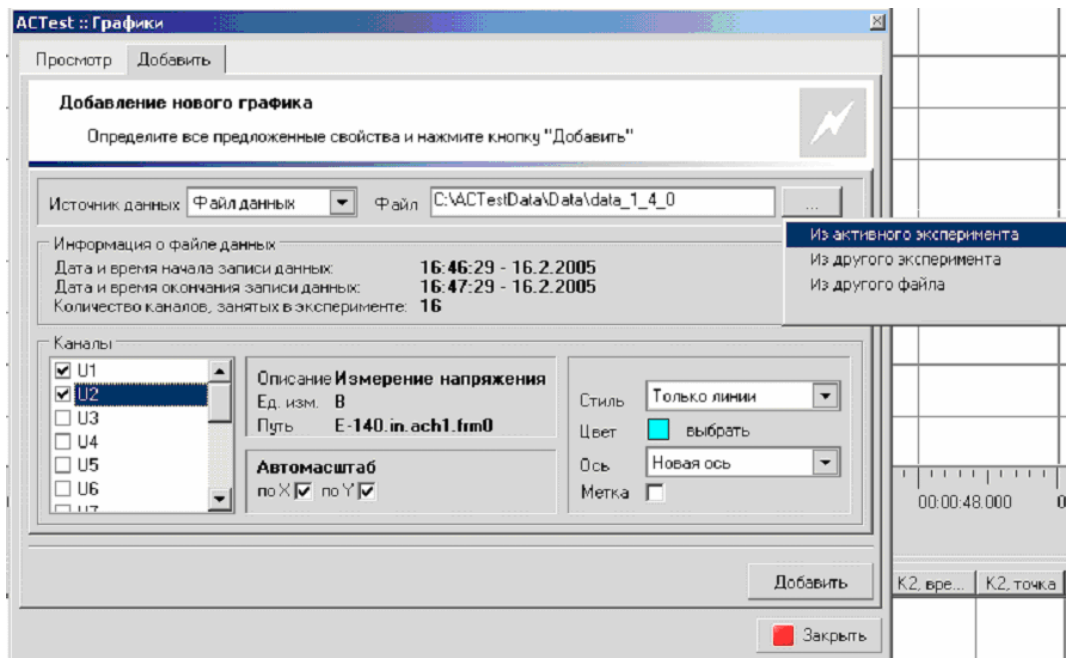 ACTest :: Графики
Просмотр Добавить
Добавление нового графика
Определите все предложенные свойства и нажмите кнопку "Добавить"
Источник данных Файл данных Файл C:\ACTestData\Data\data_1_4_0 ...
Из активного эксперимента
Из другого эксперимента
Из другого файла
Информация о файле данных
Дата и время начала записи данных: 16:46:29 - 16.2.2005
Дата и время окончания записи данных: 16:47:29 - 16.2.2005
Количество каналов, занятых в эксперименте: 16
Каналы
U1
U2
U3
U4
U5
U6
U7
Описание Измерение напряжения
Ед. изм. В
Путь E-140.in.ach1.frm0
Автомасштаб
по X по Y
Стиль Только линии
Цвет выбрать
Ось Новая ось
Метка
00:00:48.000 0
Добавить
K2, вре... K2, точка
Закрыть